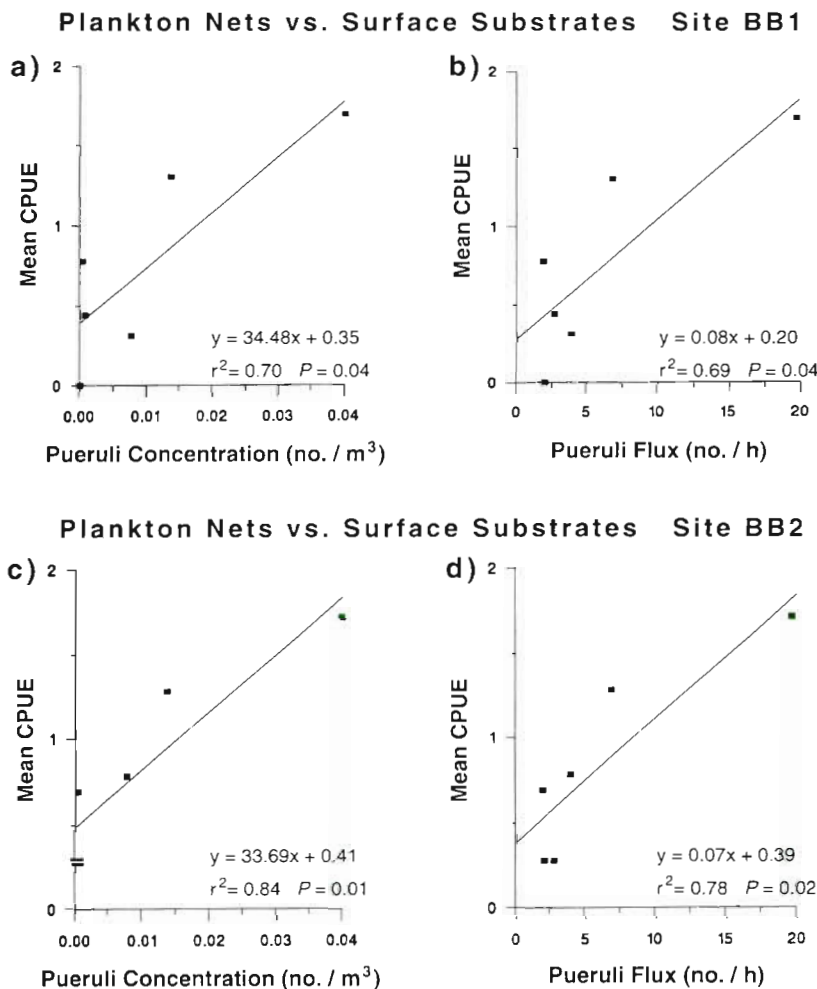 Plankton Nets vs. Surface Substrates Site BB1
a)
2
1
0
Mean CPUE
y = 34.48x + 0.35
r² = 0.70 P = 0.04
0.00 0.01 0.02 0.03 0.04
Pueruli Concentration (no. / m³)
b)
2
1
0
Mean CPUE
y = 0.08x + 0.20
r² = 0.69 P = 0.04
0 5 10 15 20
Pueruli Flux (no. / h)
Plankton Nets vs. Surface Substrates Site BB2
c)
2
1
0
Mean CPUE
y = 33.69x + 0.41
r² = 0.84 P = 0.01
0.00 0.01 0.02 0.03 0.04
Pueruli Concentration (no. / m³)
d)
2
1
0
Mean CPUE
y = 0.07x + 0.39
r² = 0.78 P = 0.02
0 5 10 15 20
Pueruli Flux (no. / h)